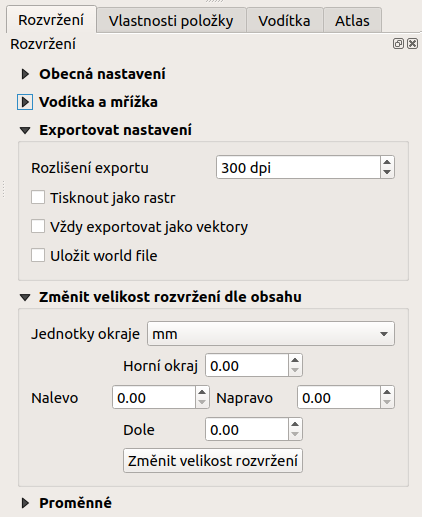 Rozvržení Vlastnosti položky Vodítka Atlas
Rozvržení
Obecná nastavení
Vodítka a mřížka
Exportovat nastavení
Rozlišení exportu 300 dpi
Tisknout jako rastr
Vždy exportovat jako vektory
Uložit world file
Změnit velikost rozvržení dle obsahu
Jednotky okraje mm
Horní okraj 0.00
Nalevo 0.00 Napravo 0.00
Dole 0.00
Změnit velikost rozvržení
Proměnné